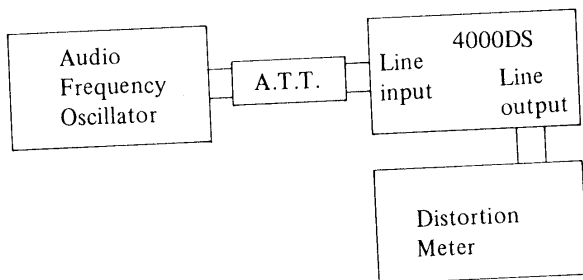 Audio
Frequency
Oscillator
A.T.T.
4000DS
Line
input
Line
output
Distortion
Meter